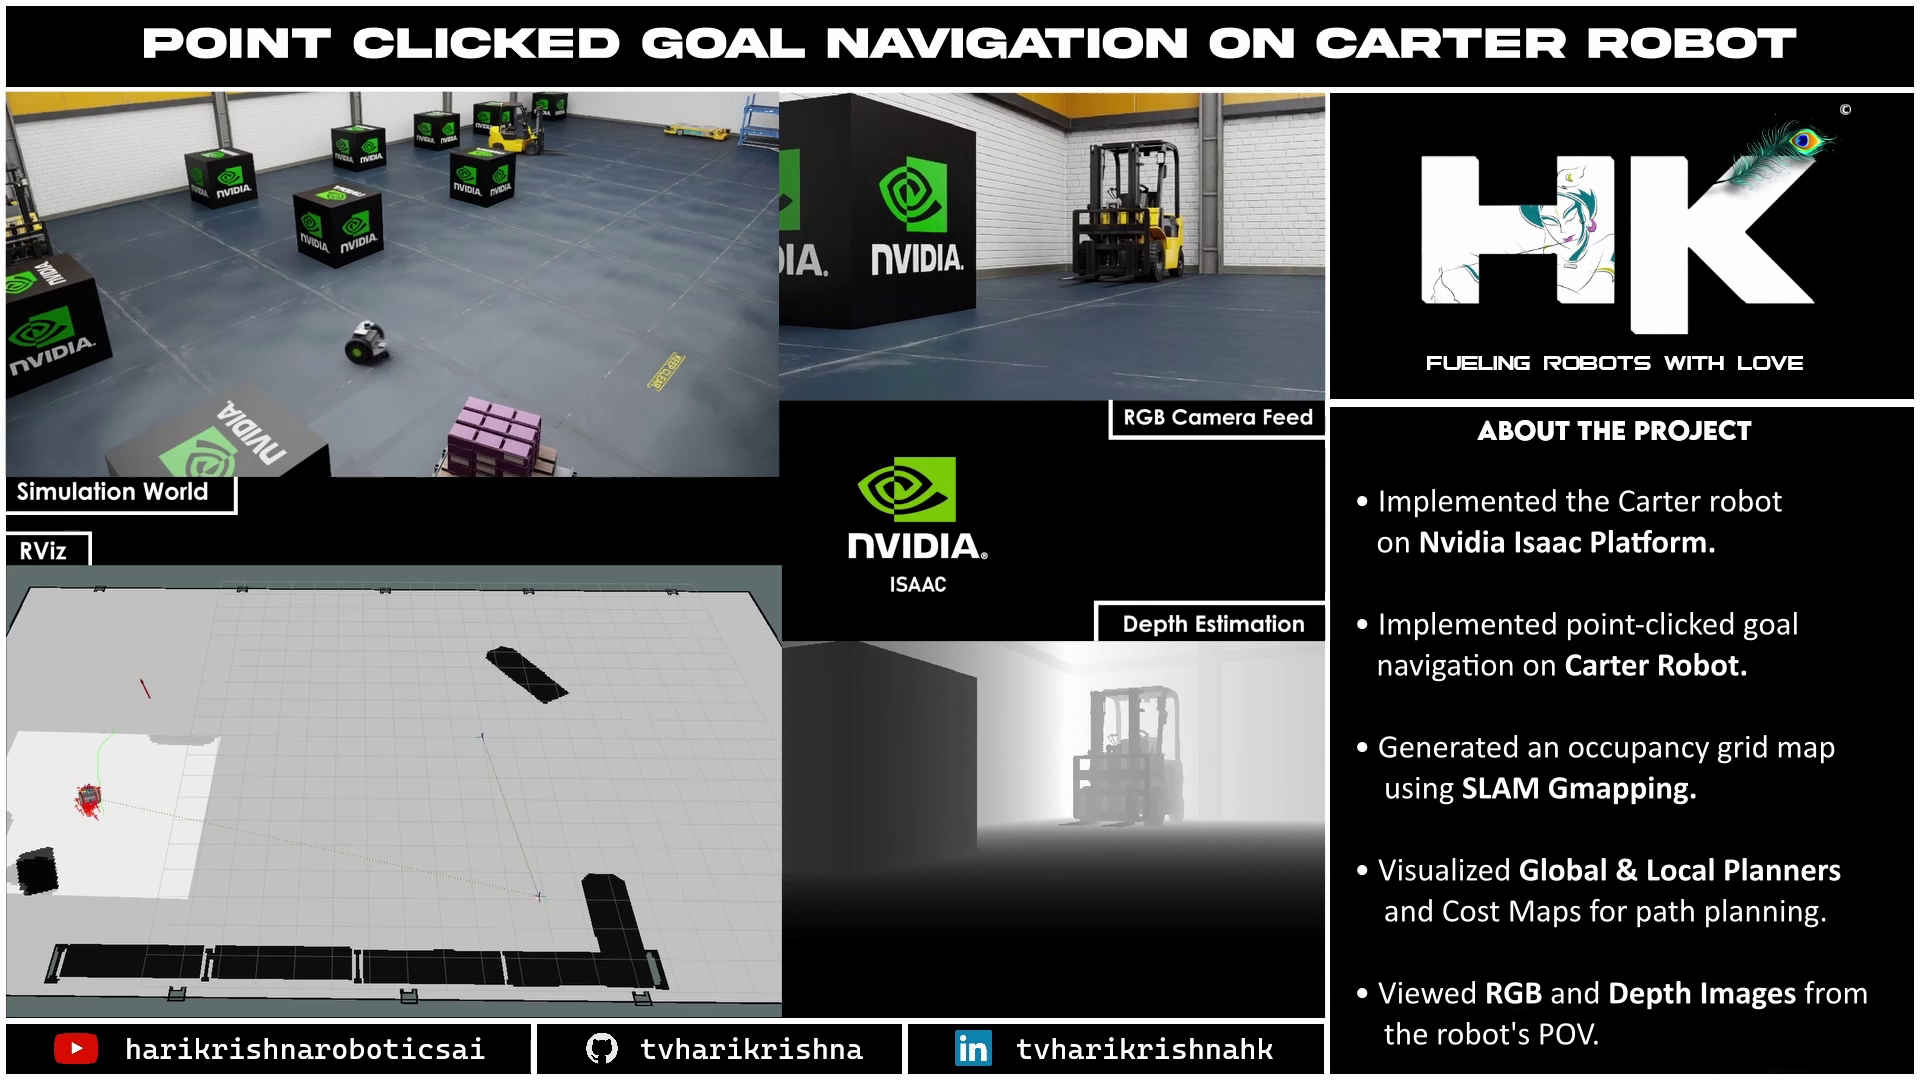 POINT CLICKED GOAL NAVIGATION ON CARTER ROBOT
NVIDIA.
NVIDIA.
NVIDIA.
NVIDIA.
NVIDIA.
NVIDIA.
NVIDIA.
NVIDIA.
NVIDIA
KEEP CLEAR
Simulation World
IA.
NVIDIA.
RGB Camera Feed
NVIDIA®
ISAAC
RViz
Depth Estimation
©
HK
FUELING ROBOTS WITH LOVE
ABOUT THE PROJECT
• Implemented the Carter robot
on Nvidia Isaac Platform.
• Implemented point-clicked goal
navigation on Carter Robot.
• Generated an occupancy grid map
using SLAM Gmapping.
• Visualized Global & Local Planners
and Cost Maps for path planning.
• Viewed RGB and Depth Images from
the robot's POV.
harikrishnaroboticsai
tvharikrishna
in tvharikrishnahk